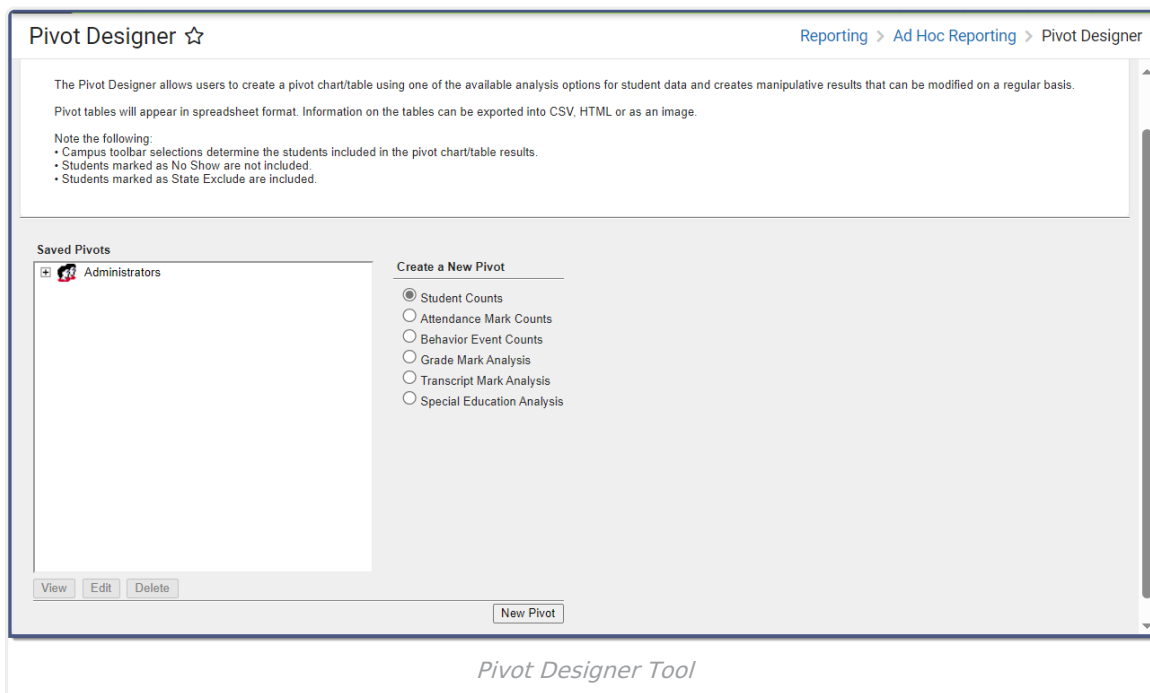 Pivot Designer
Reporting > Ad Hoc Reporting > Pivot Designer
The Pivot Designer allows users to create a pivot chart/table using one of the available analysis options for student data and creates manipulative results that can be modified on a regular basis.
Pivot tables will appear in spreadsheet format. Information on the tables can be exported into CSV, HTML or as an image.
Note the following:
• Campus toolbar selections determine the students included in the pivot chart/table results.
• Students marked as No Show are not included.
• Students marked as State Exclude are included.
Saved Pivots
Administrators
View Edit Delete
Create a New Pivot
Student Counts
Attendance Mark Counts
Behavior Event Counts
Grade Mark Analysis
Transcript Mark Analysis
Special Education Analysis
New Pivot
Pivot Designer Tool